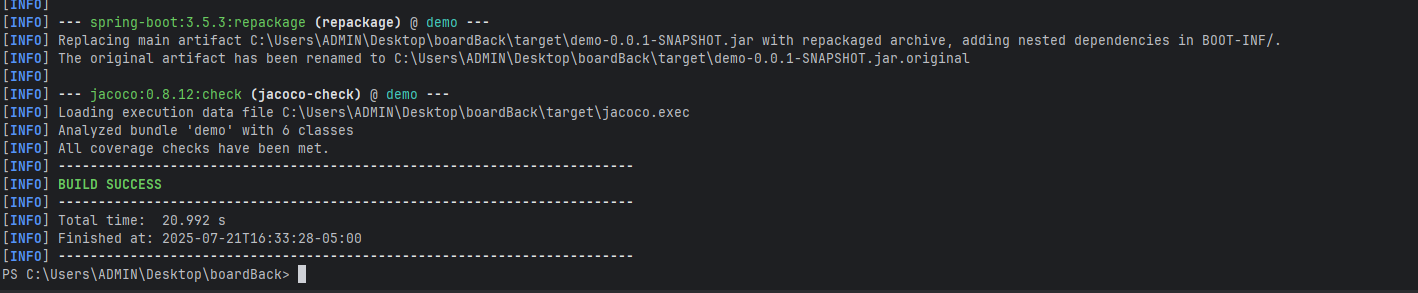 [INFO]
[INFO] --- spring-boot:3.5.3:repackage (repackage) @ demo ---
[INFO] Replacing main artifact C:\Users\ADMIN\Desktop\boardBack\target\demo-0.0.1-SNAPSHOT.jar with repackaged archive, adding nested dependencies in BOOT-INF/.
[INFO] The original artifact has been renamed to C:\Users\ADMIN\Desktop\boardBack\target\demo-0.0.1-SNAPSHOT.jar.original
[INFO]
[INFO] --- jacoco:0.8.12:check (jacoco-check) @ demo ---
[INFO] Loading execution data file C:\Users\ADMIN\Desktop\boardBack\target\jacoco.exec
[INFO] Analyzed bundle 'demo' with 6 classes
[INFO] All coverage checks have been met.
[INFO] ------------------------------------------------------------------------
[INFO] BUILD SUCCESS
[INFO] ------------------------------------------------------------------------
[INFO] Total time:  20.992 s
[INFO] Finished at: 2025-07-21T16:33:28-05:00
[INFO] ------------------------------------------------------------------------
PS C:\Users\ADMIN\Desktop\boardBack>